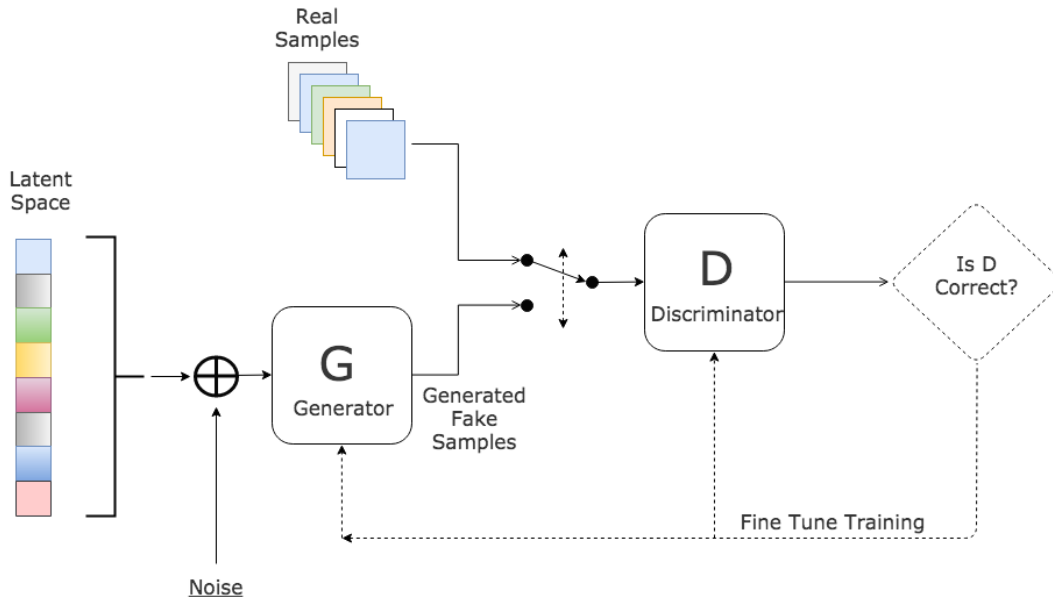 Real
Samples
Latent
Space
D
Discriminator
Is D
Correct?
G
Generator
Generated
Fake
Samples
Fine Tune Training
Noise